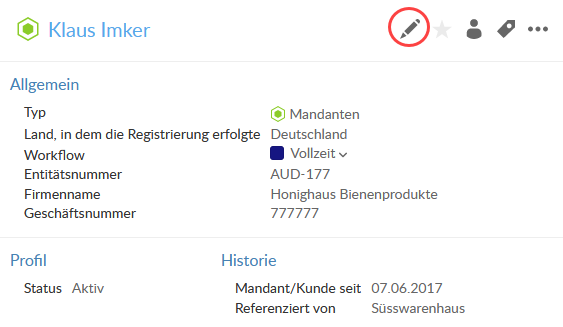 Klaus Imker
Allgemein
Typ Mandanten
Land, in dem die Registrierung erfolgte Deutschland
Workflow Vollzeit
Entitätsnummer AUD-177
Firmenname Honighaus Bienenprodukte
Geschäftsnummer 777777
Profil Historie
Status Aktiv Mandant/Kunde seit 07.06.2017
Referenziert von Süsswarenhaus